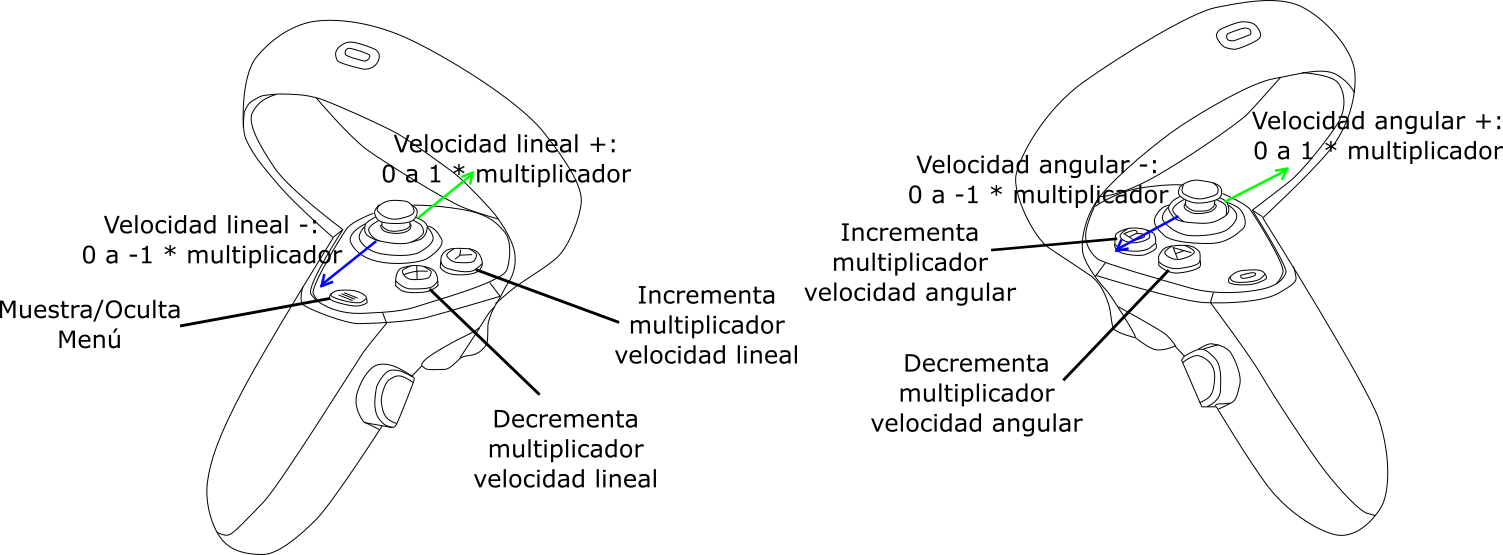 Velocidad lineal +:
0 a 1 * multiplicador
Velocidad lineal -:
0 a -1 * multiplicador
Muestra/Oculta
Menú
Incrementa
multiplicador
velocidad lineal
Decrementa
multiplicador
velocidad lineal
Velocidad angular +:
0 a 1 * multiplicador
Velocidad angular -:
0 a -1 * multiplicador
Incrementa
multiplicador
velocidad angular
Decrementa
multiplicador
velocidad angular